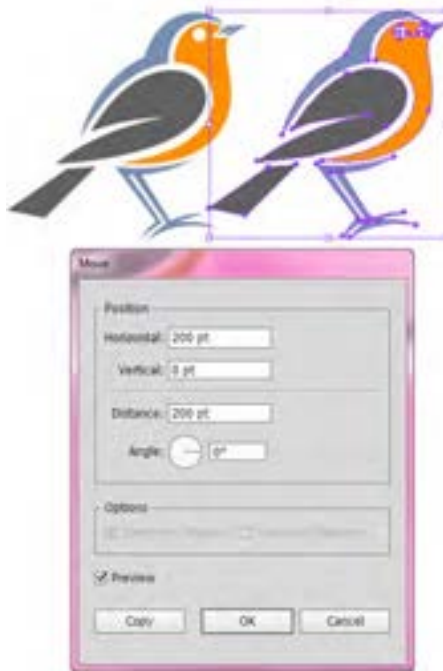 Move
Position
Horizontal: 200 pt
Vertical: 0 pt
Distance: 200 pt
Angle: 0°
Options
Preview
Copy OK Cancel